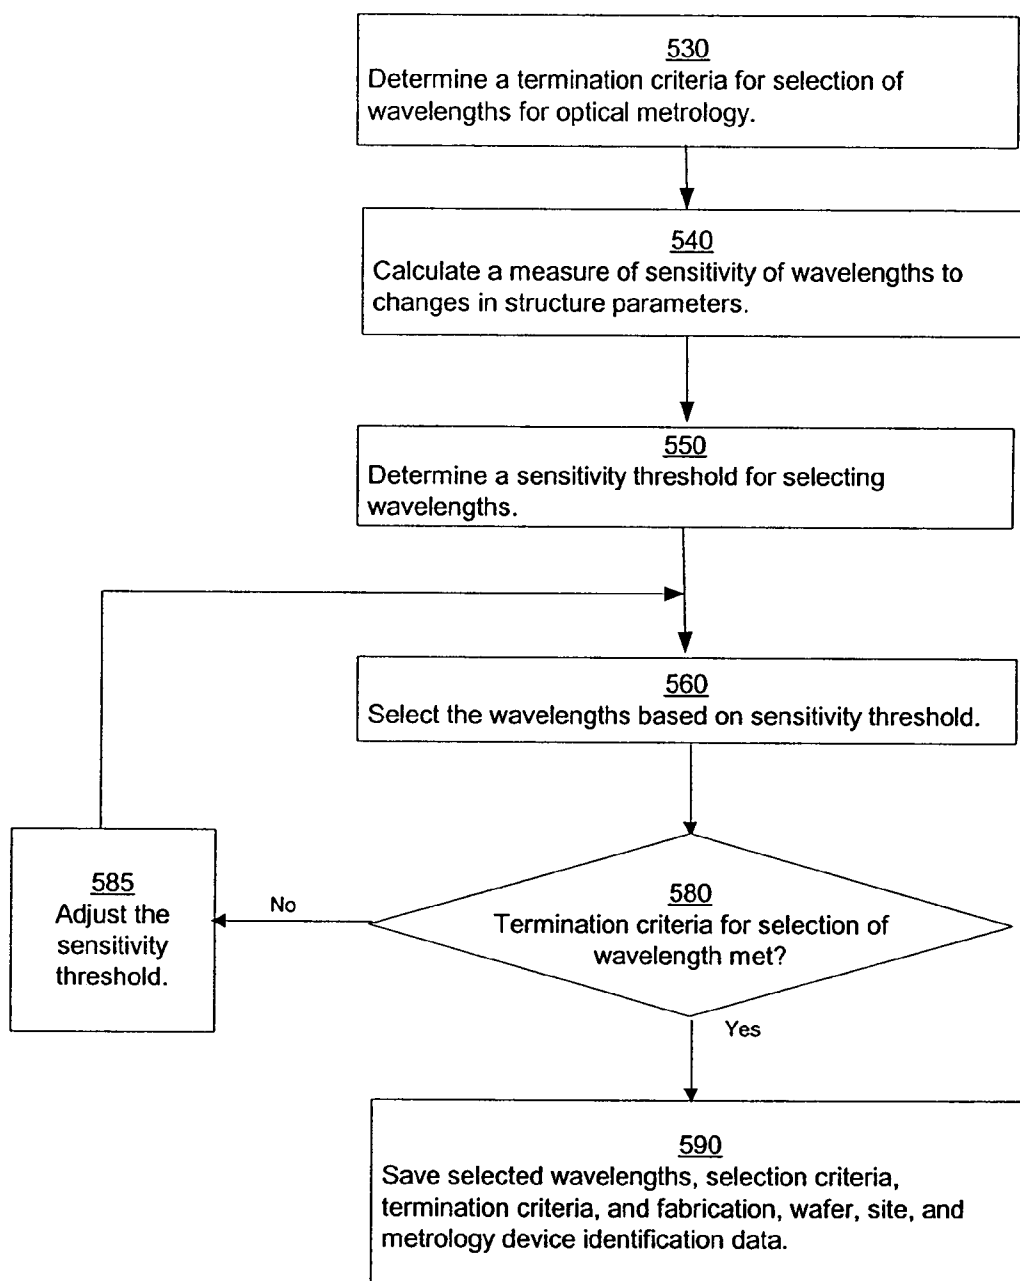 530
Determine a termination criteria for selection of
wavelengths for optical metrology.
540
Calculate a measure of sensitivity of wavelengths to
changes in structure parameters.
550
Determine a sensitivity threshold for selecting
wavelengths.
560
Select the wavelengths based on sensitivity threshold.
580
Termination criteria for selection of
wavelength met?
No
585
Adjust the
sensitivity
threshold.
Yes
590
Save selected wavelengths, selection criteria,
termination criteria, and fabrication, wafer, site, and
metrology device identification data.